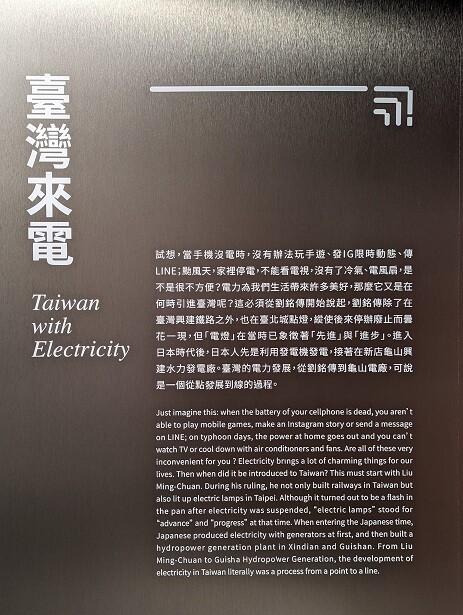 臺灣來電
Taiwan
with
Electricity
試想，當手機沒電時，沒有辦法玩手遊、發IG限時動態、傳
LINE；颱風天，家裡停電，不能看電視，沒有了冷氣、電風扇，是
不是很不方便？電力為我們生活帶來許多美好，那麼它又是在
何時引進臺灣呢？這必須從劉銘傳開始說起，劉銘傳除了在
臺灣興建鐵路之外，也在臺北城點燈，縱使後來停辦廢止而曇
花一現，但「電燈」在當時已象徵著「先進」與「進步」。進入
日本時代後，日本人先是利用發電機發電，接著在新店龜山興
建水力發電廠。臺灣的電力發展，從劉銘傳到龜山電廠，可說
是一個從點發展到線的過程。
Just imagine this: when the battery of your cellphone is dead, you aren't
able to play mobile games, make an Instagram story or send a message
on LINE; on typhoon days, the power at home goes out and you can't
watch TV or cool down with air conditioners and fans. Are all of these very
inconvenient for you ? Electricity brings a lot of charming things for our
lives. Then when did it be introduced to Taiwan? This must start with Liu
Ming-Chuan. During his ruling, he not only built railways in Taiwan but
also lit up electric lamps in Taipei. Although it turned out to be a flash in
the pan after electricity was suspended, "electric lamps" stood for
"advance" and "progress" at that time. When entering the Japanese time,
Japanese produced electricity with generators at first, and then built a
hydropower generation plant in Xindian and Guishan. From Liu
Ming-Chuan to Guisha Hydropower Generation, the development of
electricity in Taiwan literally was a process from a point to a line.